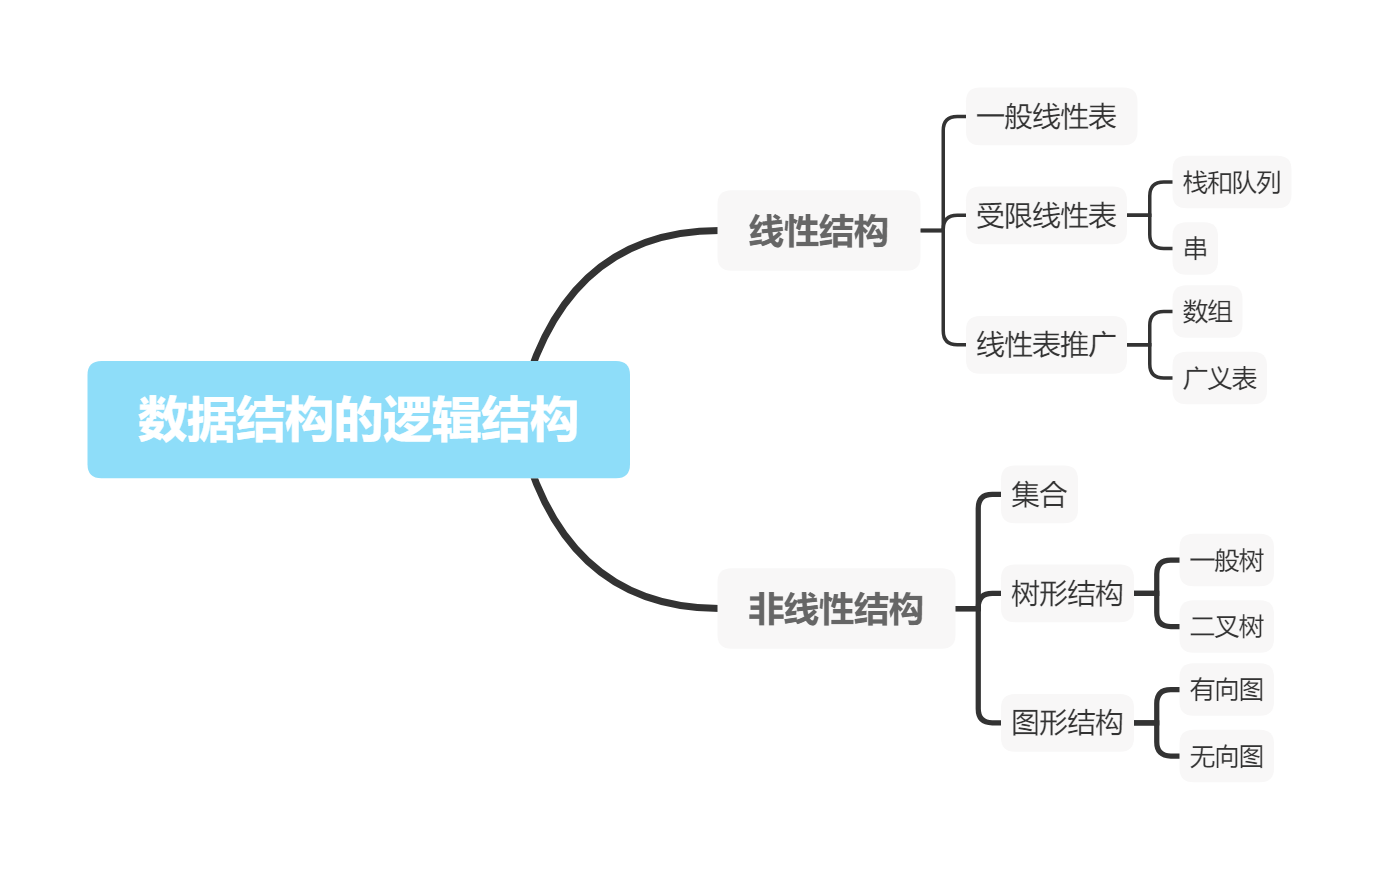 数据结构的逻辑结构
线性结构
一般线性表
受限线性表
栈和队列
串
线性表推广
数组
广义表
非线性结构
集合
树形结构
一般树
二叉树
图形结构
有向图
无向图